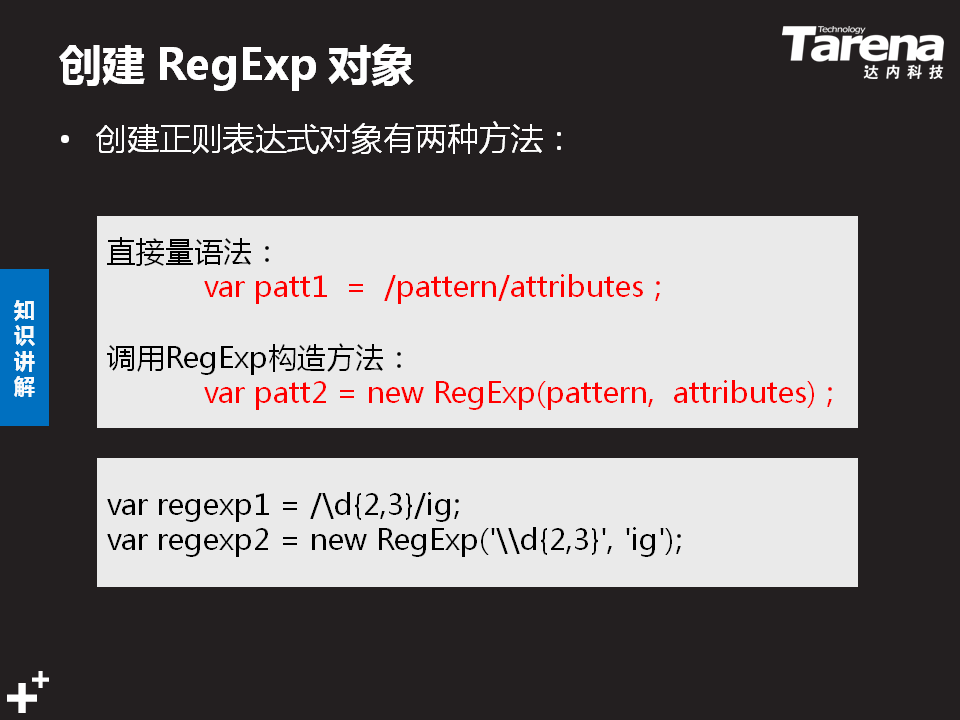 创建 RegExp 对象
Technology
Tarena
达内科技
• 创建正则表达式对象有两种方法：
直接量语法：
var patt1 = /pattern/attributes ;
调用RegExp构造方法：
var patt2 = new RegExp(pattern, attributes) ;
知识讲解
var regexp1 = /\d{2,3}/ig;
var regexp2 = new RegExp('\\d{2,3}', 'ig');